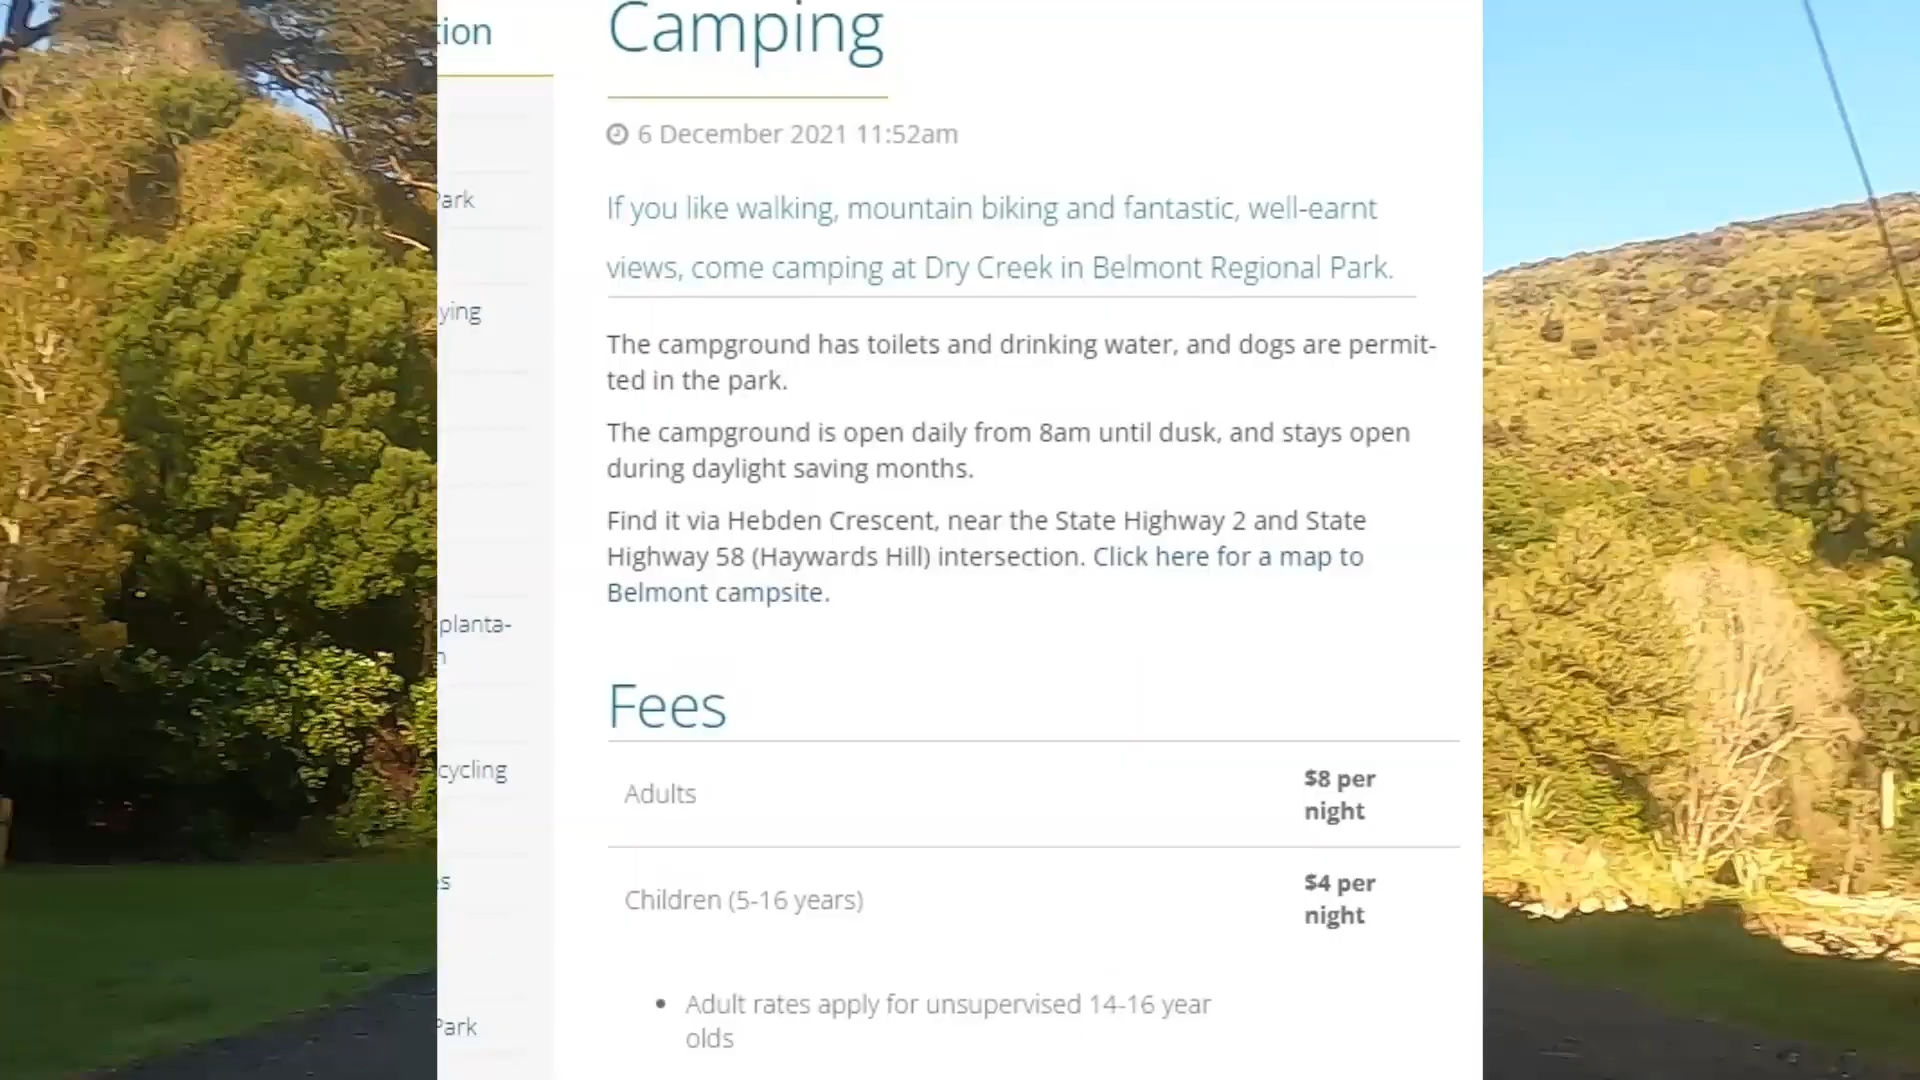 tion
Camping
6 December 2021 11:52am
Park
If you like walking, mountain biking and fantastic, well-earnt
views, come camping at Dry Creek in Belmont Regional Park.
ying
The campground has toilets and drinking water, and dogs are permit-
ted in the park.
The campground is open daily from 8am until dusk, and stays open
during daylight saving months.
Find it via Hebden Crescent, near the State Highway 2 and State
Highway 58 (Haywards Hill) intersection. Click here for a map to
Belmont campsite.
planta-
n
Fees
cycling
Adults
$8 per
night
Children (5-16 years)
$4 per
night
s
Adult rates apply for unsupervised 14-16 year
olds
Park